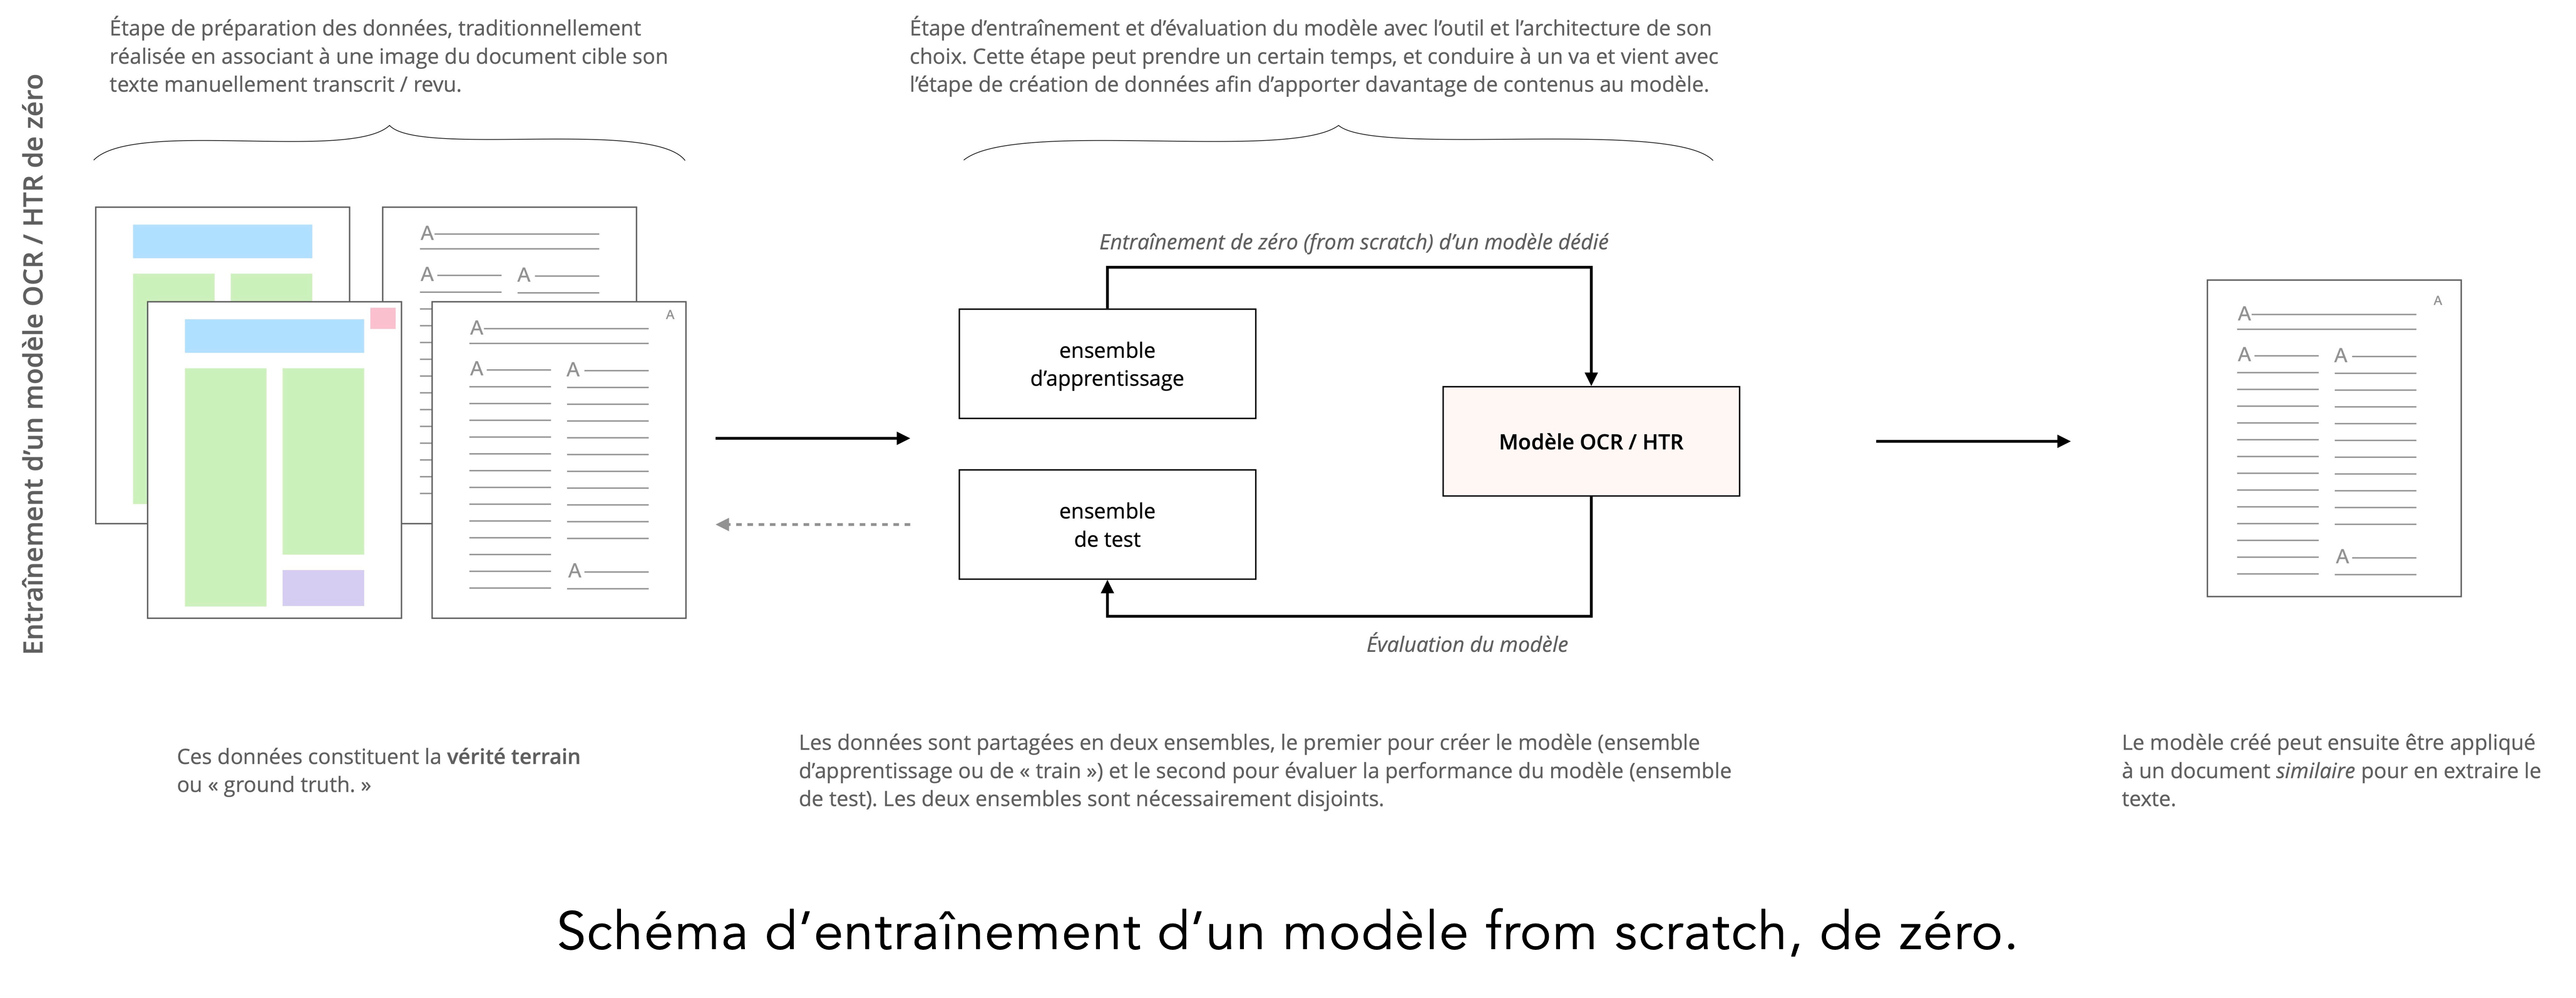 Entraînement d’un modèle OCR / HTR de zéro
Étape de préparation des données, traditionnellement
réalisée en associant à une image du document cible son
texte manuellement transcrit / revu.
Étape d’entraînement et d’évaluation du modèle avec l’outil et l’architecture de son
choix. Cette étape peut prendre un certain temps, et conduire à un va et vient avec
l’étape de création de données afin d’apporter davantage de contenus au modèle.
A
A A
A
A
A A
A
Entraînement de zéro (from scratch) d’un modèle dédié
ensemble
d’apprentissage
Modèle OCR / HTR
ensemble
de test
Évaluation du modèle
A
A
A A
A
Ces données constituent la vérité terrain
ou « ground truth. »
Les données sont partagées en deux ensembles, le premier pour créer le modèle (ensemble
d’apprentissage ou de « train ») et le second pour évaluer la performance du modèle (ensemble
de test). Les deux ensembles sont nécessairement disjoints.
Le modèle créé peut ensuite être appliqué
à un document similaire pour en extraire le
texte.
Schéma d’entraînement d’un modèle from scratch, de zéro.